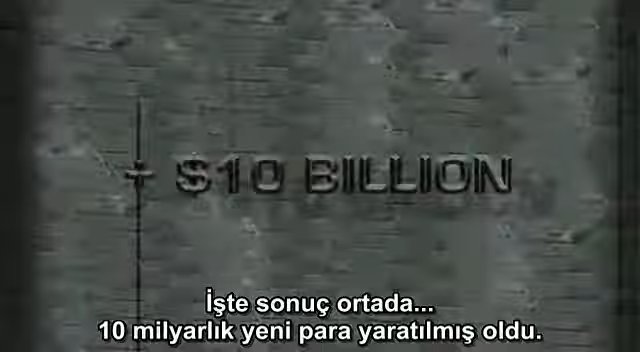 + $10 BILLION
İşte sonuç ortada...
10 milyarlık yeni para yaratılmış oldu.